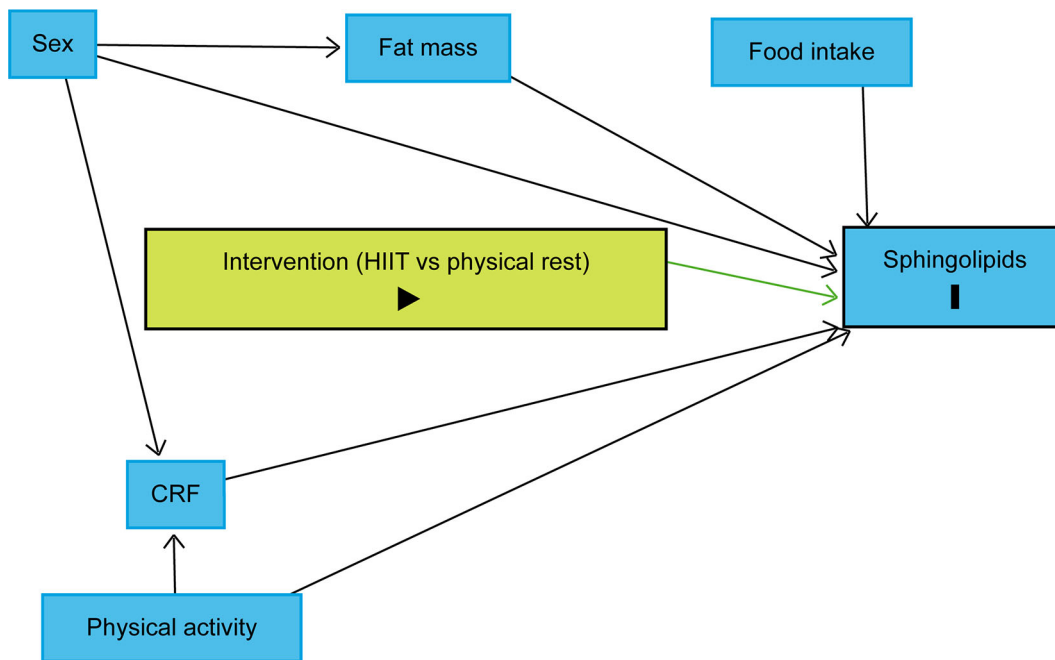 Sex
Fat mass
Food intake
Intervention (HIIT vs physical rest)
Sphingolipids
CRF
Physical activity